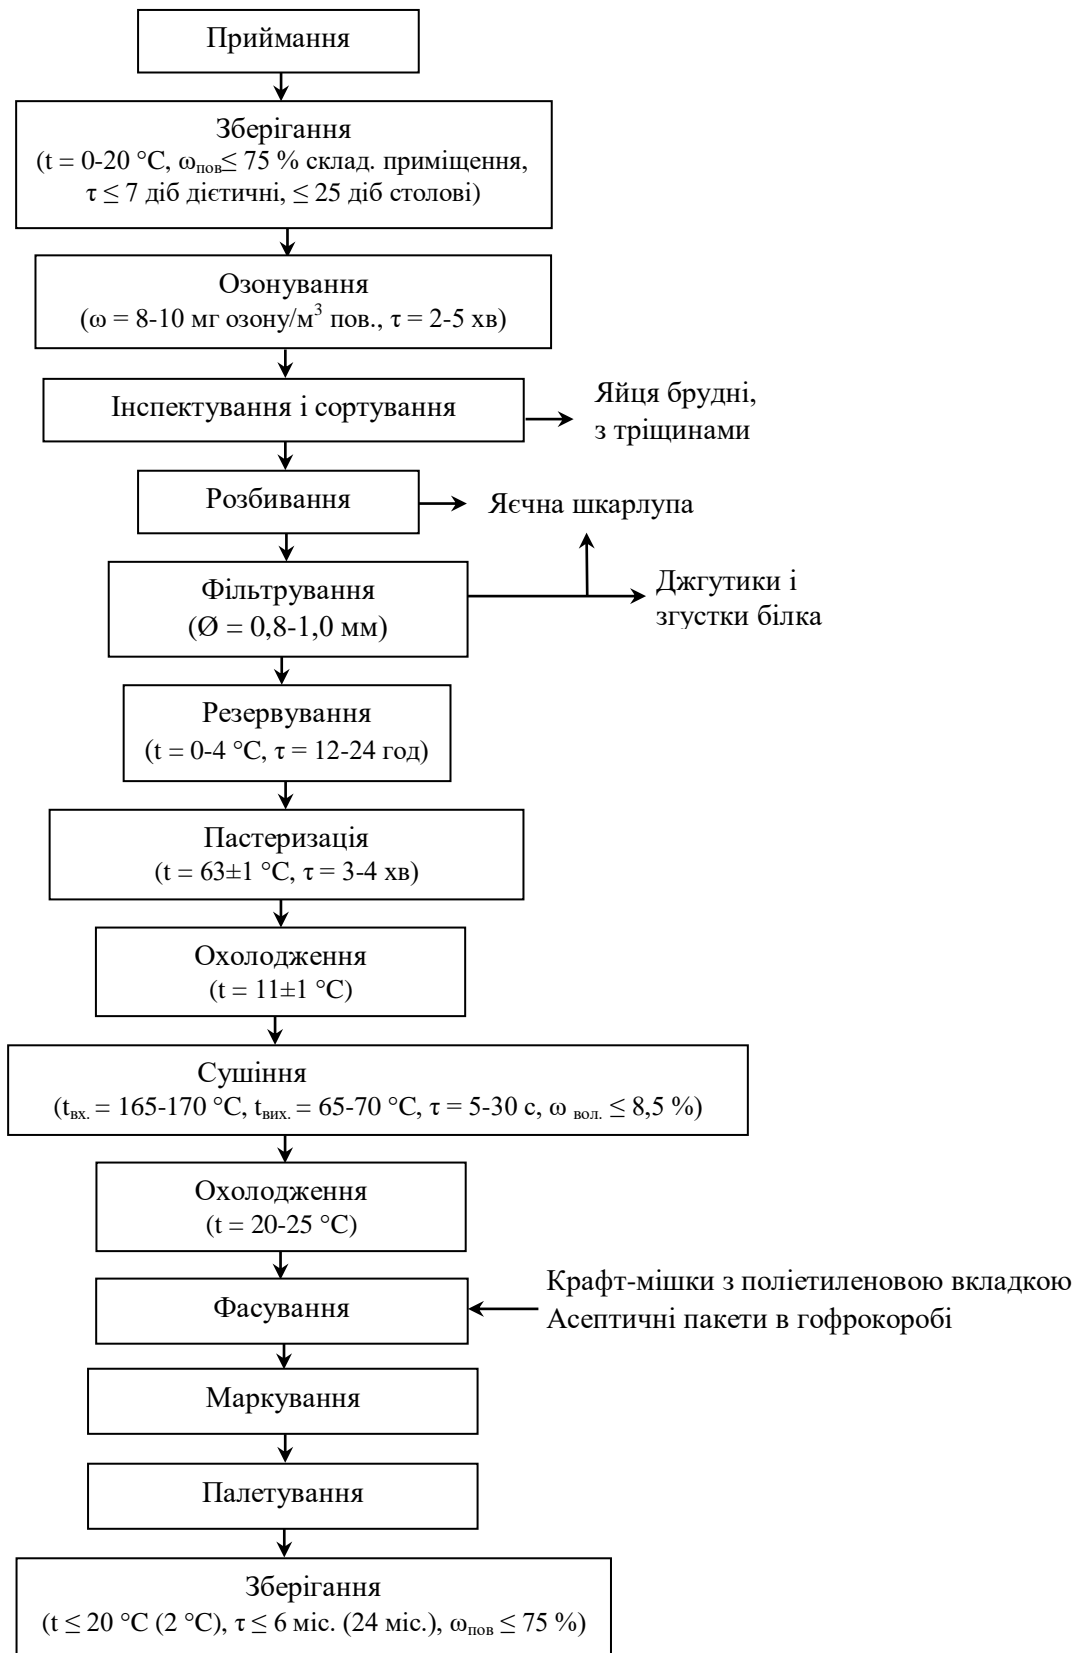 Приймання
Зберігання
(t = 0-20 °C, ωпов≤ 75 % склад. приміщення,
τ ≤ 7 діб дієтичні, ≤ 25 діб столові)
Озонування
(ω = 8-10 мг озону/м³ пов., τ = 2-5 хв)
Інспектування і сортування
Яйця брудні,
з тріщинами
Розбивання
Яєчна шкарлупа
Фільтрування
(Ø = 0,8-1,0 мм)
Джгутики і
згустки білка
Резервування
(t = 0-4 °C, τ = 12-24 год)
Пастеризація
(t = 63±1 °C, τ = 3-4 хв)
Охолодження
(t = 11±1 °C)
Сушіння
(tвх. = 165-170 °C, tвих. = 65-70 °C, τ = 5-30 с, ω вол. ≤ 8,5 %)
Охолодження
(t = 20-25 °C)
Фасування
Крафт-мішки з поліетиленовою вкладкою
Асептичні пакети в гофрокоробі
Маркування
Палетування
Зберігання
(t ≤ 20 °C (2 °C), τ ≤ 6 міс. (24 міс.), ωпов ≤ 75 %)